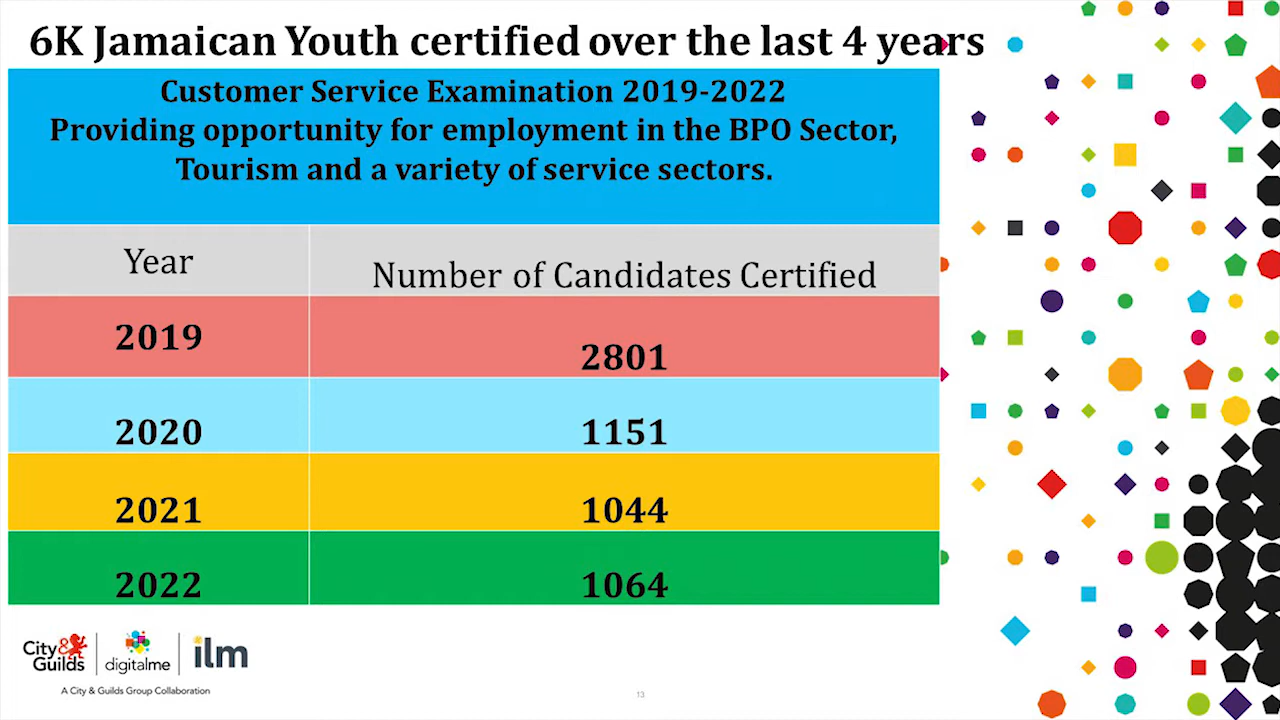 6K Jamaican Youth certified over the last 4 years
Customer Service Examination 2019-2022
Providing opportunity for employment in the BPO Sector,
Tourism and a variety of service sectors.
Year
Number of Candidates Certified
2019
2801
2020
1151
2021
1044
2022
1064
City&
Guilds
digitalme
ilm
A City & Guilds Group Collaboration
13